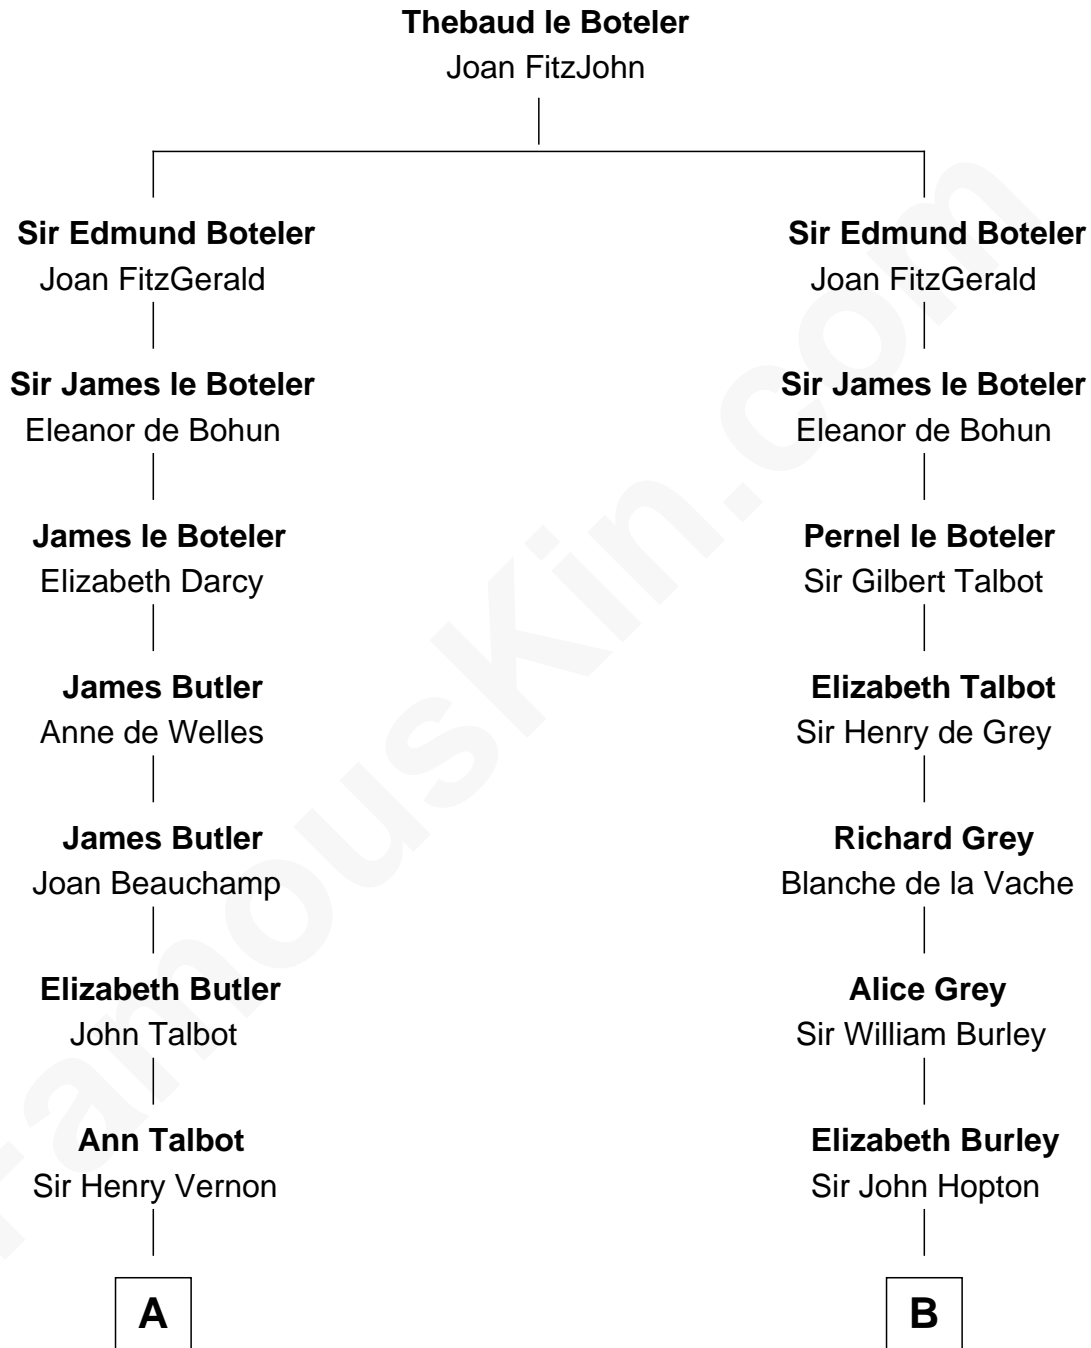 Thebaud le Boteler
Joan FitzJohn
Sir Edmund Boteler
Joan FitzGerald
Sir Edmund Boteler
Joan FitzGerald
Sir James le Boteler
Eleanor de Bohun
Sir James le Boteler
Eleanor de Bohun
James le Boteler
Elizabeth Darcy
Pernel le Boteler
Sir Gilbert Talbot
James Butler
Anne de Welles
Elizabeth Talbot
Sir Henry de Grey
James Butler
Joan Beauchamp
Richard Grey
Blanche de la Vache
Elizabeth Butler
John Talbot
Alice Grey
Sir William Burley
Ann Talbot
Sir Henry Vernon
Elizabeth Burley
Sir John Hopton
A
B
FamousKin.com